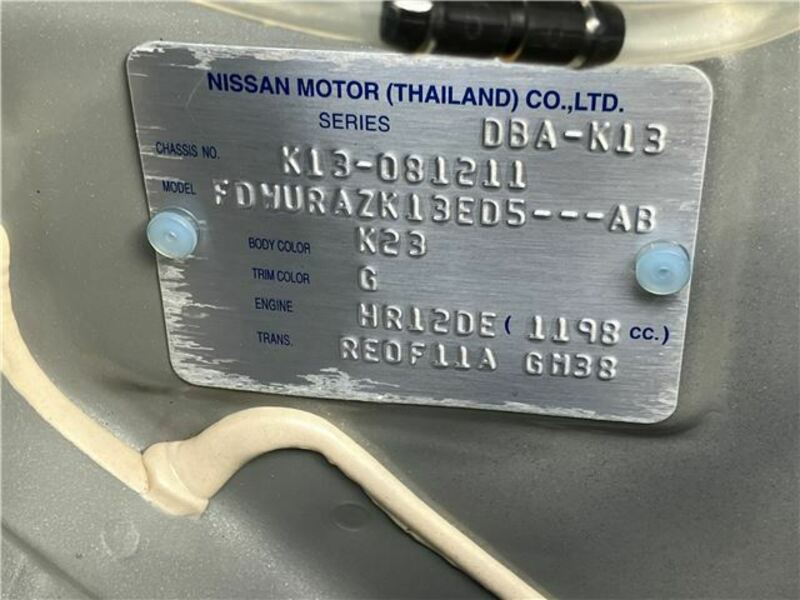 NISSAN MOTOR (THAILAND) CO.,LTD.
SERIES DBA-K13
CHASSIS NO. K13-081211
MODEL FDWURAZK13ED5---AB
BODY COLOR K23
TRIM COLOR G
ENGINE HR12DE ( 1198 CC.)
TRANS. RE0F11A GH38